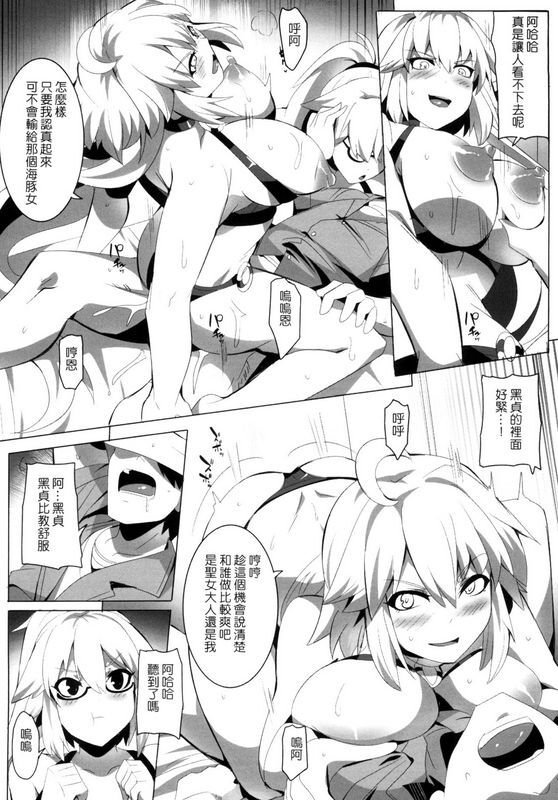 阿哈哈
真是讓人看不下去呢
呼阿
怎麼樣
只要我認真起來
可不會輸給那個海豚女
嗚嗚恩
哼恩
黑貞的裡面
好緊…!
呼呼
哼哼
趁這個機會說清楚
和誰做比較爽吧
是聖女大人還是我
嗚阿
阿…黑貞
黑貞比較舒服
阿哈哈
聽到了嗎
嗚嗚